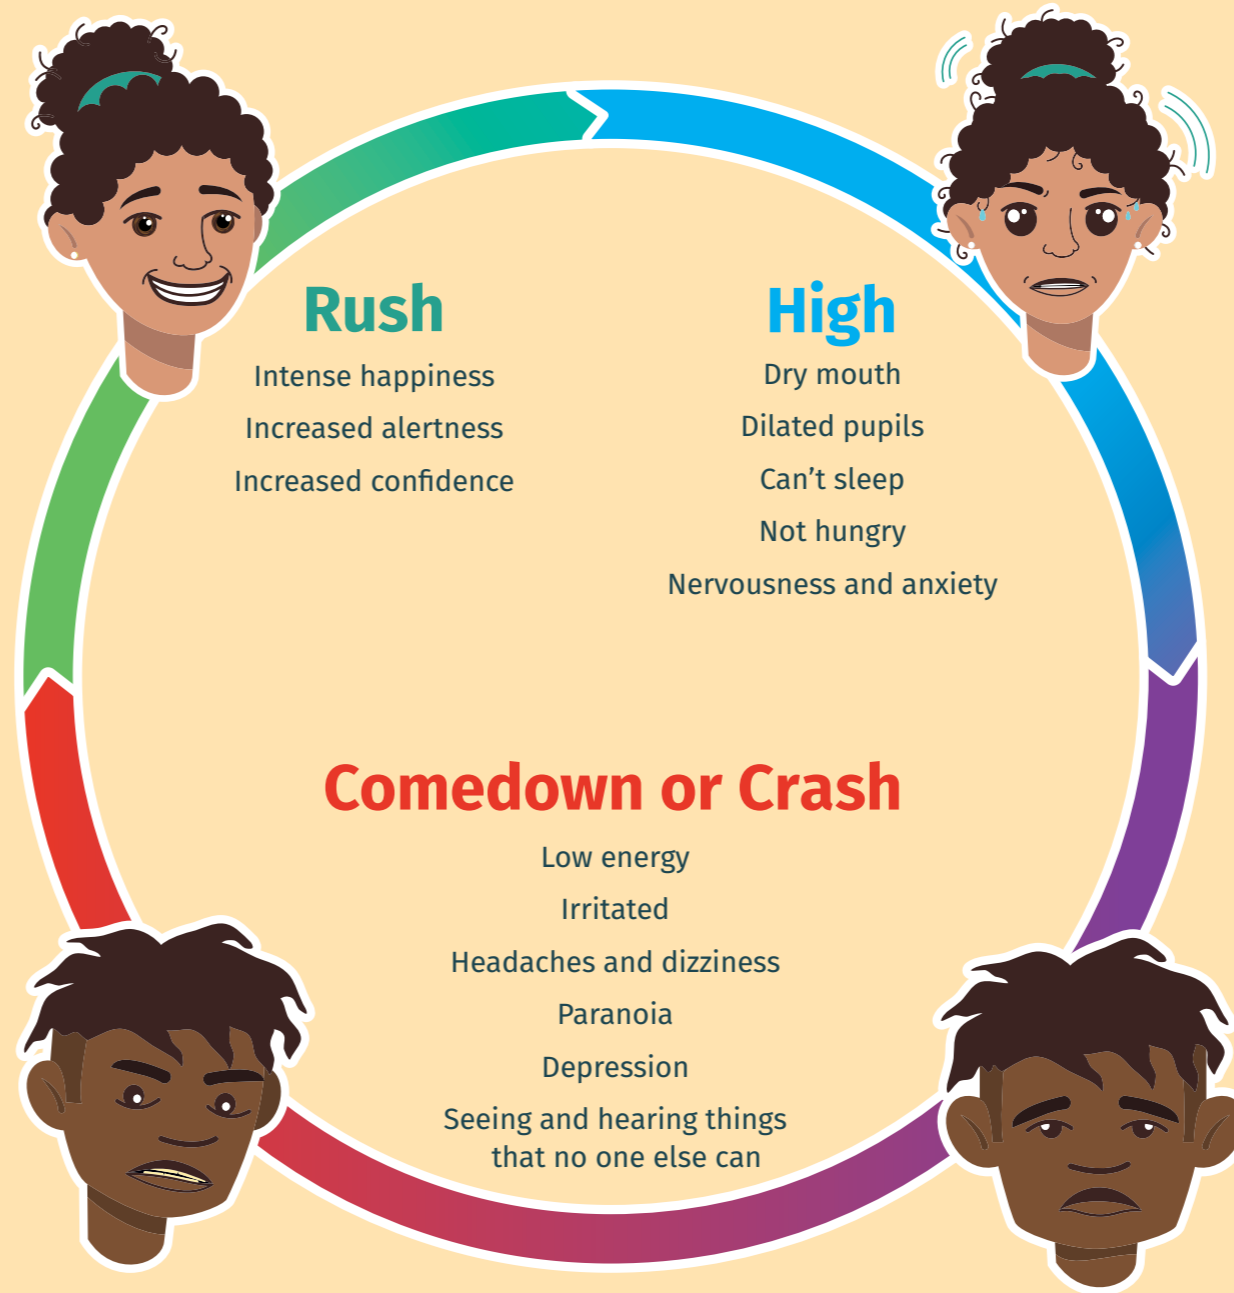 Rush
Intense happiness
Increased alertness
Increased confidence
High
Dry mouth
Dilated pupils
Can’t sleep
Not hungry
Nervousness and anxiety
Comedown or Crash
Low energy
Irritated
Headaches and dizziness
Paranoia
Depression
Seeing and hearing things
that no one else can